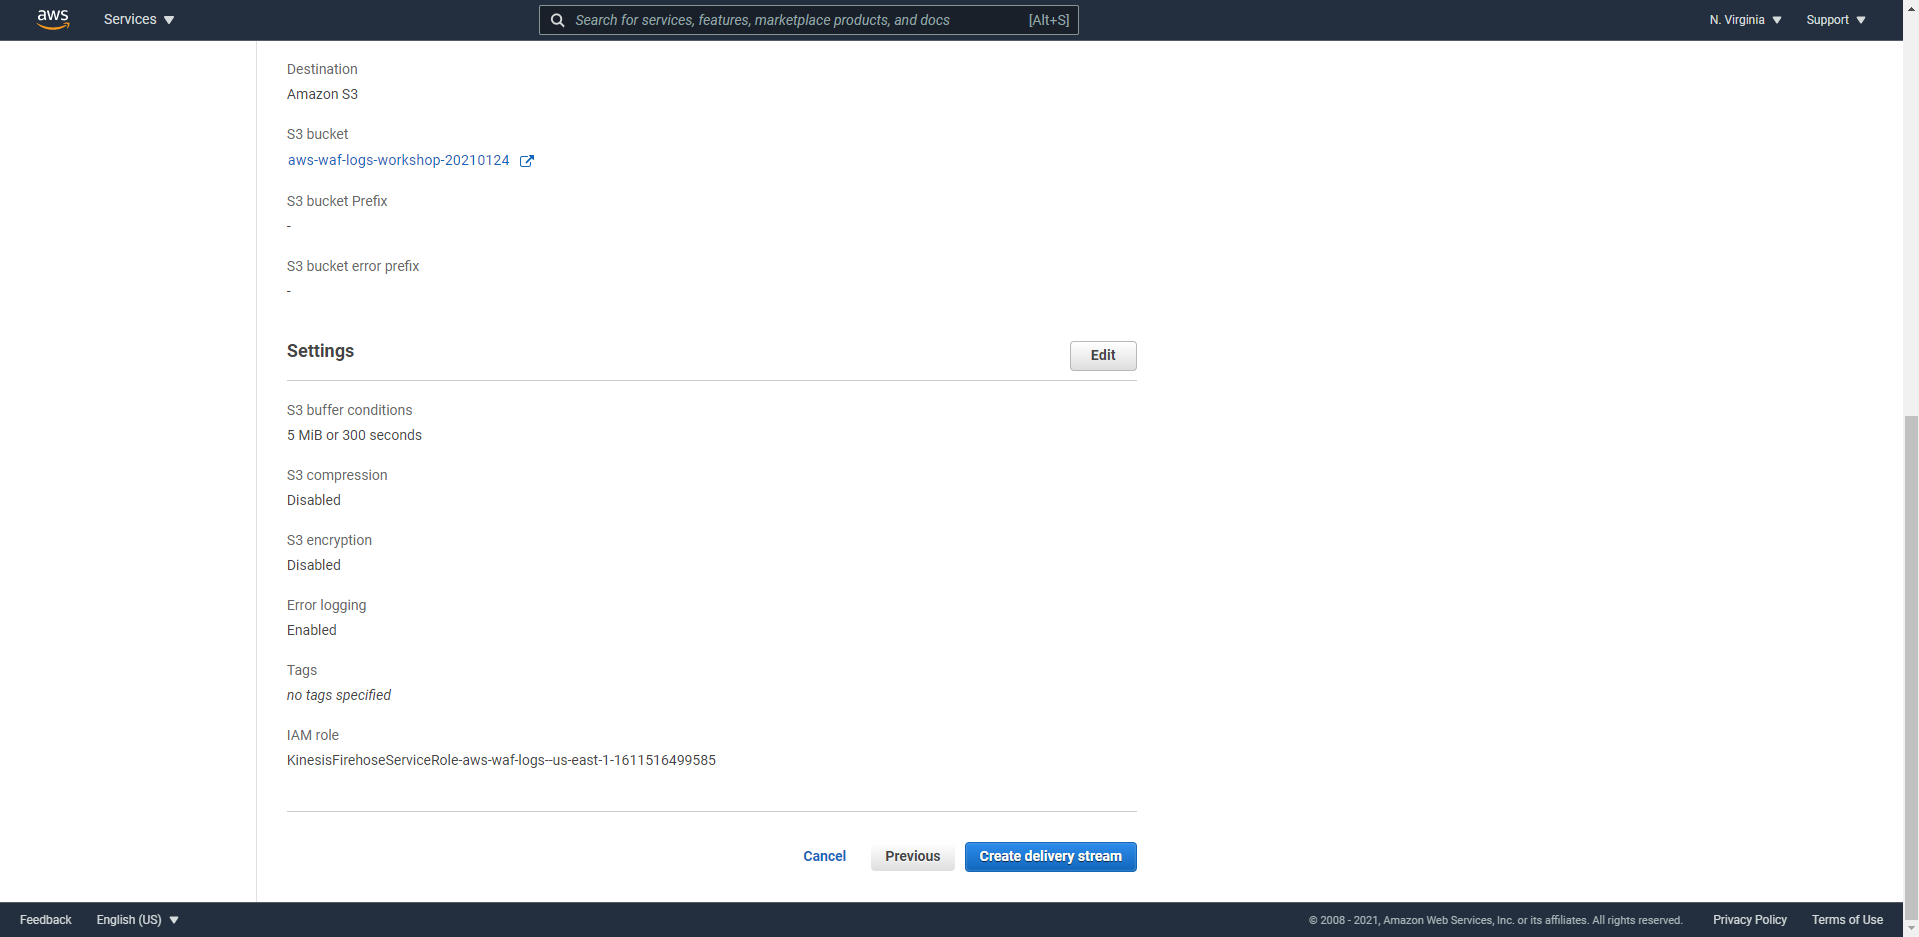 aws
Services
Search for services, features, marketplace products, and docs
[Alt+S]
N. Virginia
Support
Destination
Amazon S3
S3 bucket
aws-waf-logs-workshop-20210124
S3 bucket Prefix
-
S3 bucket error prefix
-
Settings
Edit
S3 buffer conditions
5 MiB or 300 seconds
S3 compression
Disabled
S3 encryption
Disabled
Error logging
Enabled
Tags
no tags specified
IAM role
KinesisFirehoseServiceRole-aws-waf-logs--us-east-1-1611516499585
Cancel
Previous
Create delivery stream
Feedback
English (US)
© 2008 - 2021, Amazon Web Services, Inc. or its affiliates. All rights reserved.
Privacy Policy
Terms of Use